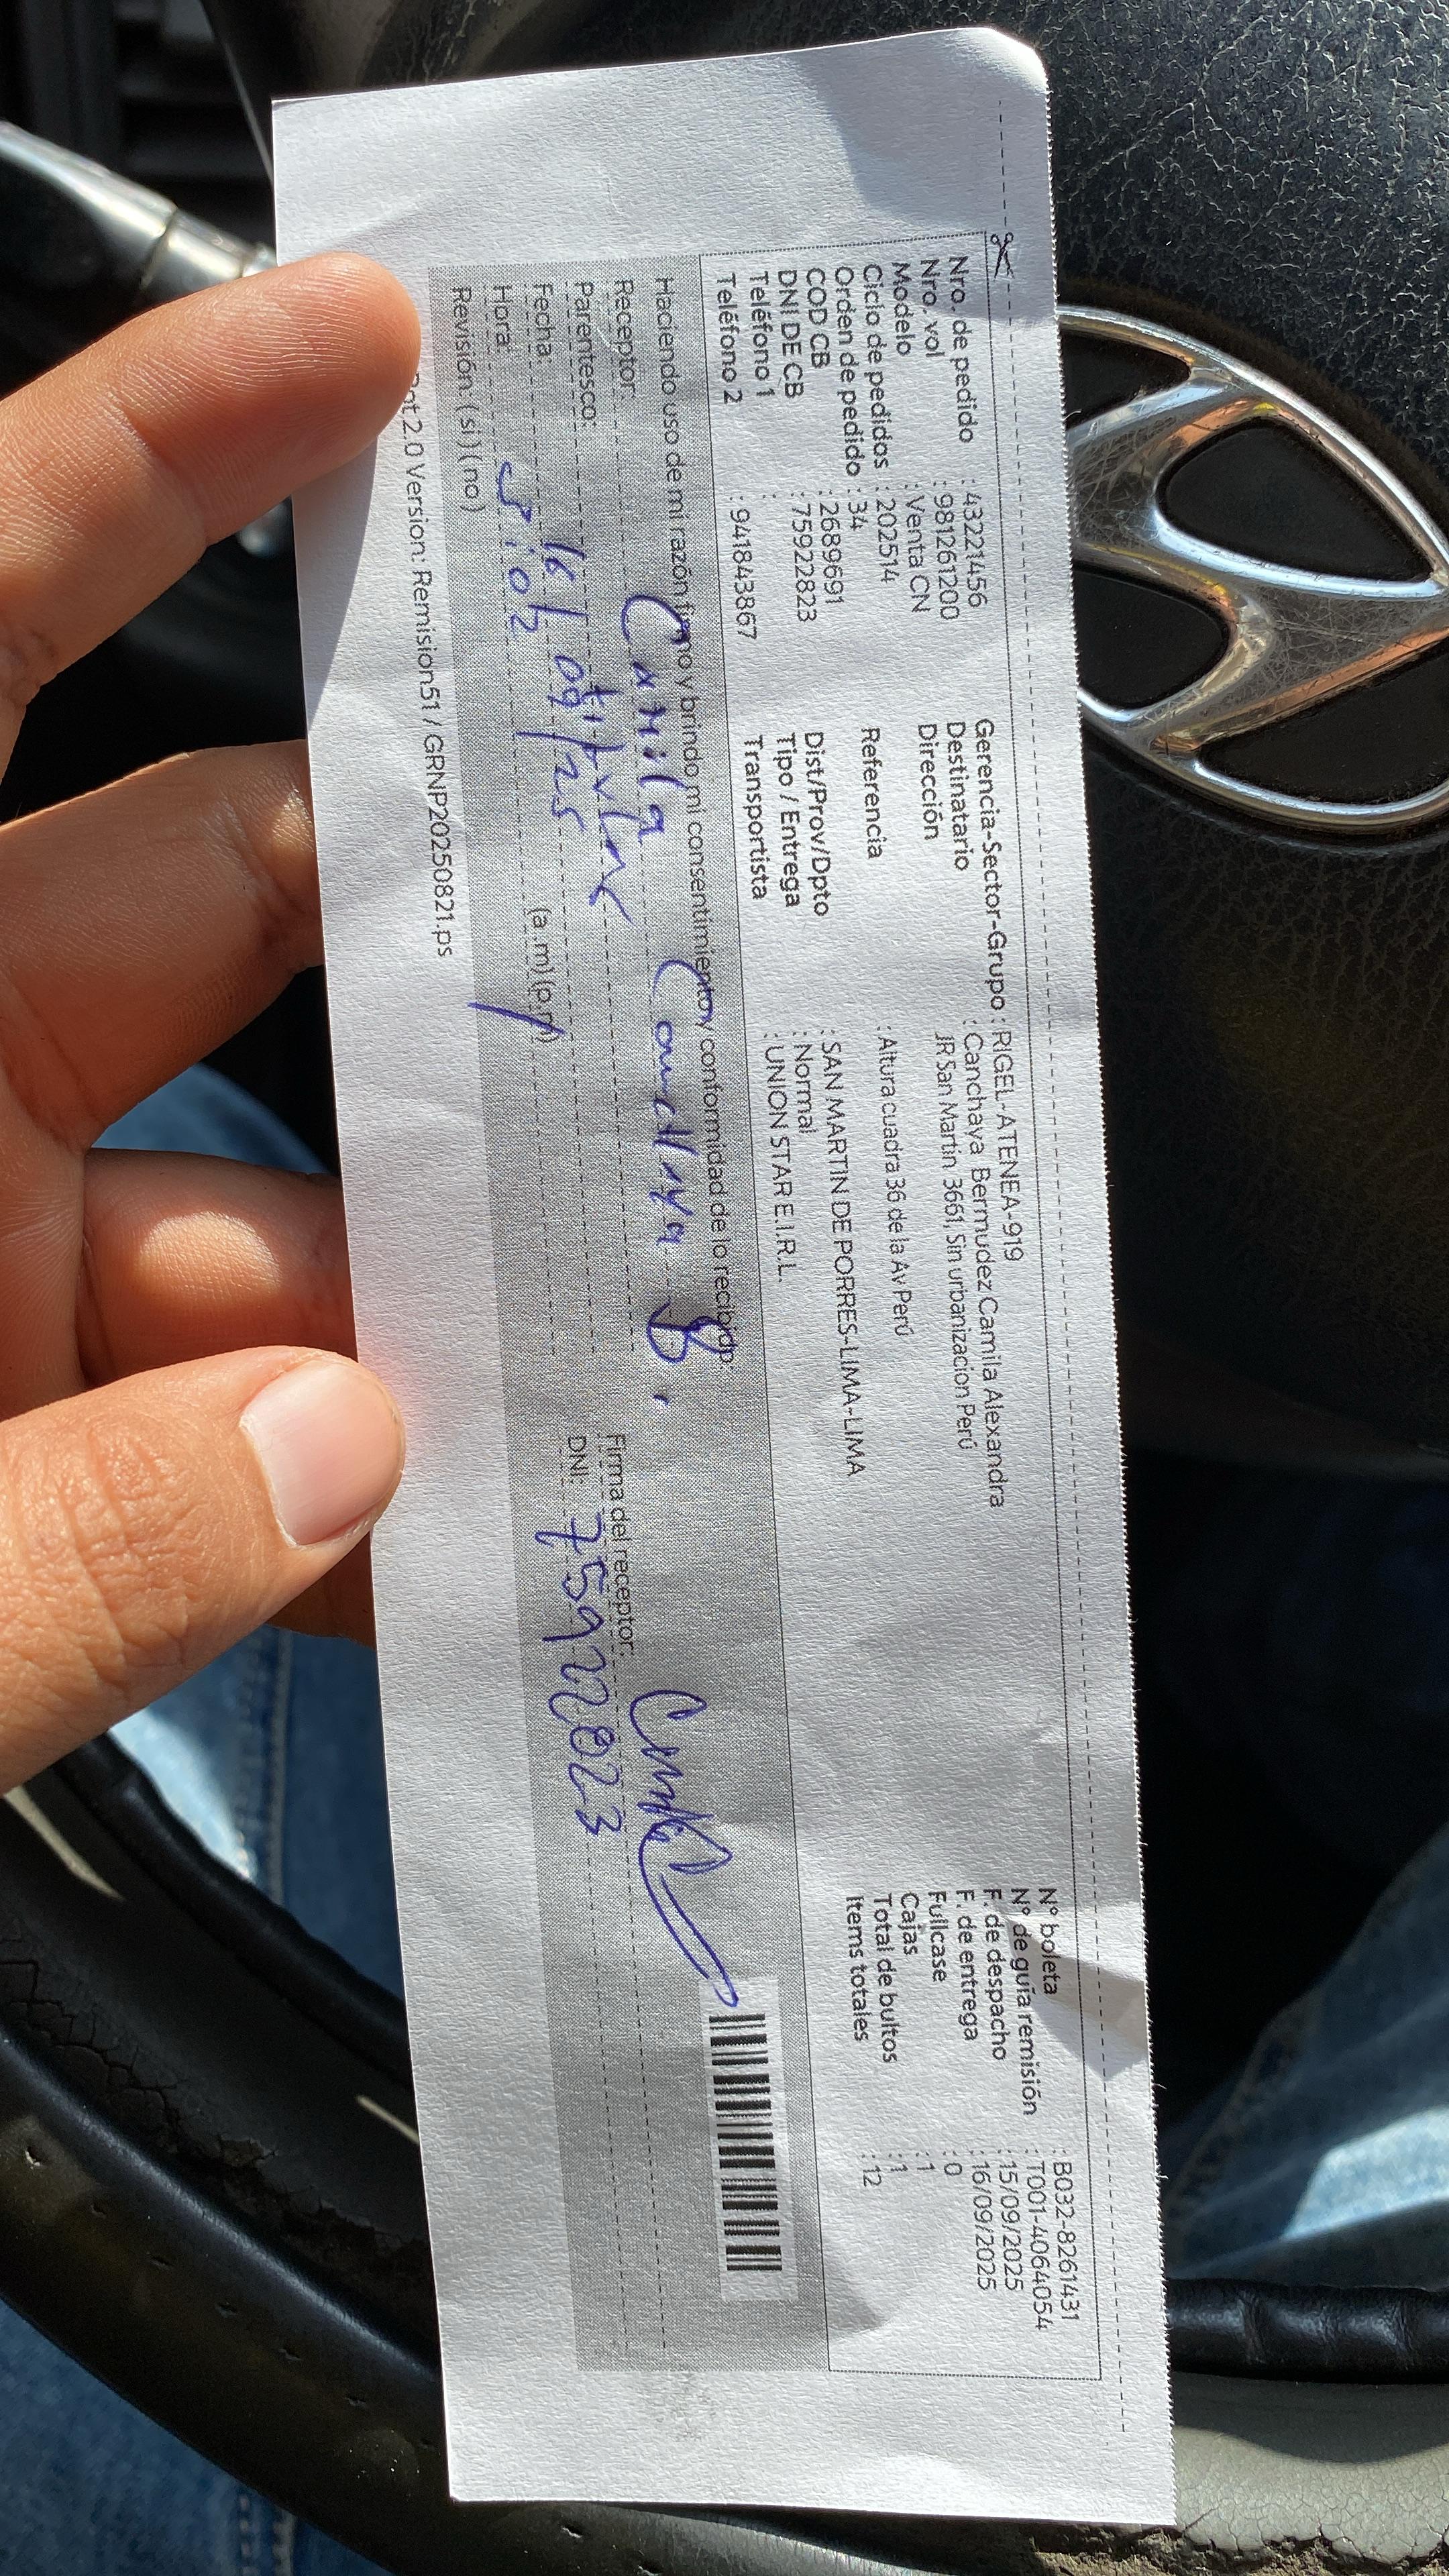 Nro. de pedido : 43221456
Nro. vol : 981261200
Modelo : Venta CN
Ciclo de pedidos : 202514
Orden de pedido : 34
COD CB : 2689691
DNI DE CB : 75922823
Teléfono 1 :
Teléfono 2 : 941843867
Gerencia-Sector-Grupo : RIGEL-ATENEA-919
Destinatario : Canchaya Bermudez Camila Alexandra
Dirección JR San Martin 3661, Sin urbanizacion Perú
Referencia : Altura cuadra 36 de la Av Perú
Dist/Prov/Dpto : SAN MARTIN DE PORRES-LIMA-LIMA
Tipo / Entrega : Normal
Transportista : UNION STAR E.I.R.L.
N° boleta : B032-8261431
N° de guía remisión : T001-4064054
F. de despacho : 15/09/2025
F. de entrega : 16/09/2025
Fullcase : 0
Cajas : 1
Total de bultos : 1
Items totales : 12
Haciendo uso de mi razón firmo y brindo mi consentimiento y conformidad de lo recibido:
Receptor: Camila Canchaya B.
Parentesco: titular
Fecha 16/09/25
Hora: 5:02 (a.m) (p.m)
Revisión: ( si ) ( no )
Firma del receptor:
DNI: 75922823
2.0 Version.: Remision51 / GRNP20250821.ps